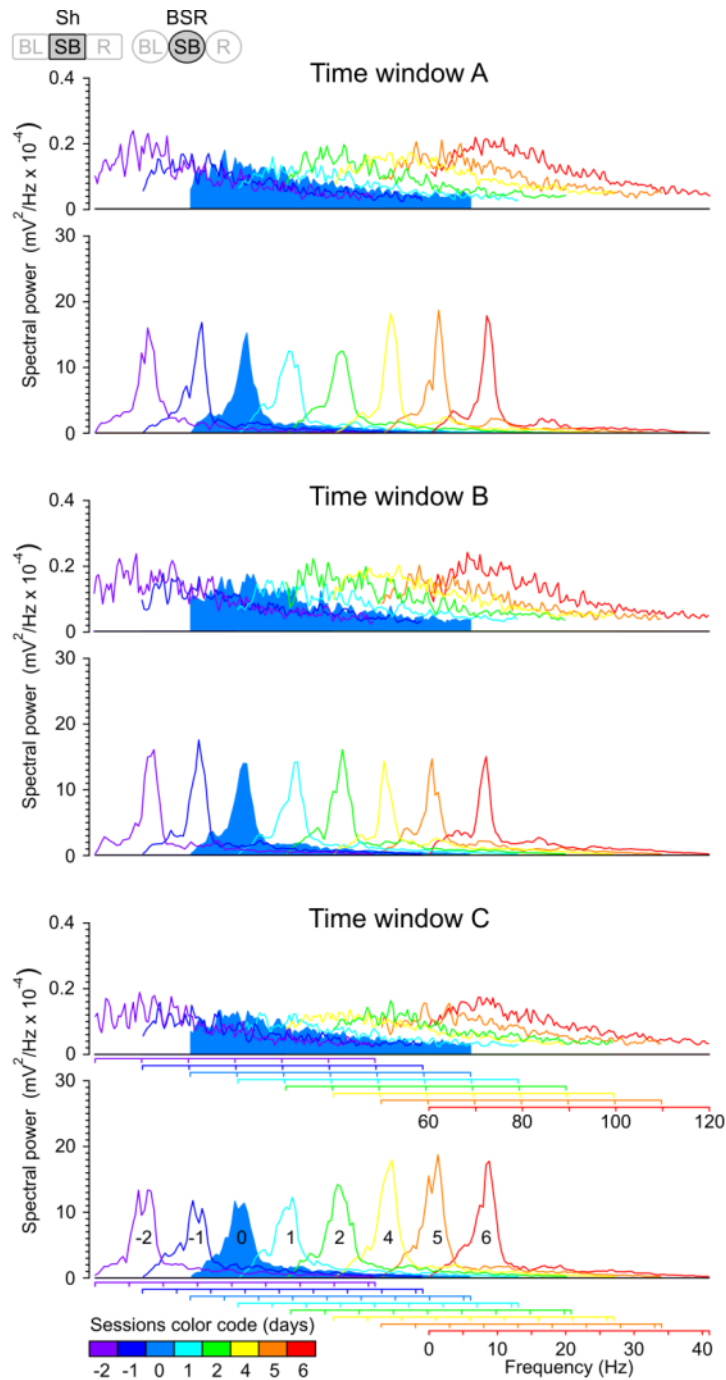 Sh BSR
BL SB R BL SB R
Time window A
Spectral power (mV²/Hz x 10⁻⁴)
0.4
0.2
0
30
20
10
0
Time window B
Spectral power (mV²/Hz x 10⁻⁴)
0.4
0.2
0
30
20
10
0
Time window C
Spectral power (mV²/Hz x 10⁻⁴)
0.4
0.2
0
60 80 100 120
30
20
10
0
-2 -1 0 1 2 4 5 6
0 10 20 30 40
Frequency (Hz)
Sessions color code (days)
-2 -1 0 1 2 4 5 6